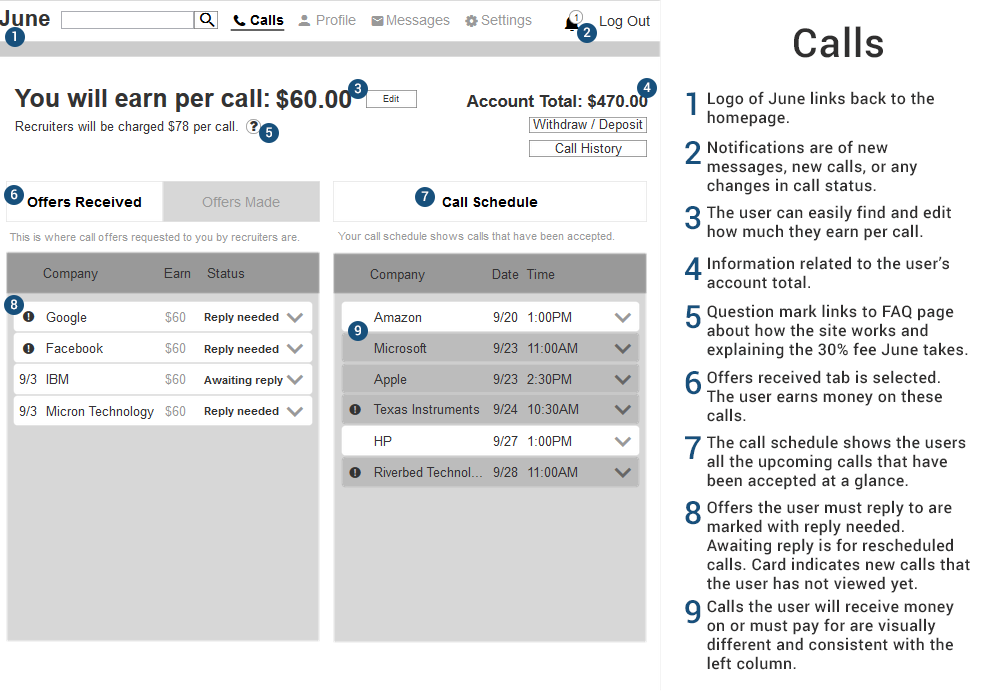 June
Calls
Profile
Messages
Settings
1
Log Out
1
2
You will earn per call: $60.00
3
Edit
Recruiters will be charged $78 per call.
?
5
4
Account Total: $470.00
Withdraw / Deposit
Call History
6
Offers Received
Offers Made
This is where call offers requested to you by recruiters are.
Company Earn Status
8
! Google $60 Reply needed
! Facebook $60 Reply needed
9/3 IBM $60 Awaiting reply
9/3 Micron Technology $60 Reply needed
7
Call Schedule
Your call schedule shows calls that have been accepted.
Company Date Time
Amazon 9/20 1:00PM
9
Microsoft 9/23 11:00AM
Apple 9/23 2:30PM
! Texas Instruments 9/24 10:30AM
HP 9/27 1:00PM
! Riverbed Technol... 9/28 11:00AM
Calls
1 Logo of June links back to the
homepage.
2 Notifications are of new
messages, new calls, or any
changes in call status.
3 The user can easily find and edit
how much they earn per call.
4 Information related to the user's
account total.
5 Question mark links to FAQ page
about how the site works and
explaining the 30% fee June takes.
6 Offers received tab is selected.
The user earns money on these
calls.
7 The call schedule shows the users
all the upcoming calls that have
been accepted at a glance.
8 Offers the user must reply to are
marked with reply needed.
Awaiting reply is for rescheduled
calls. Card indicates new calls that
the user has not viewed yet.
9 Calls the user will receive money
on or must pay for are visually
different and consistent with the
left column.